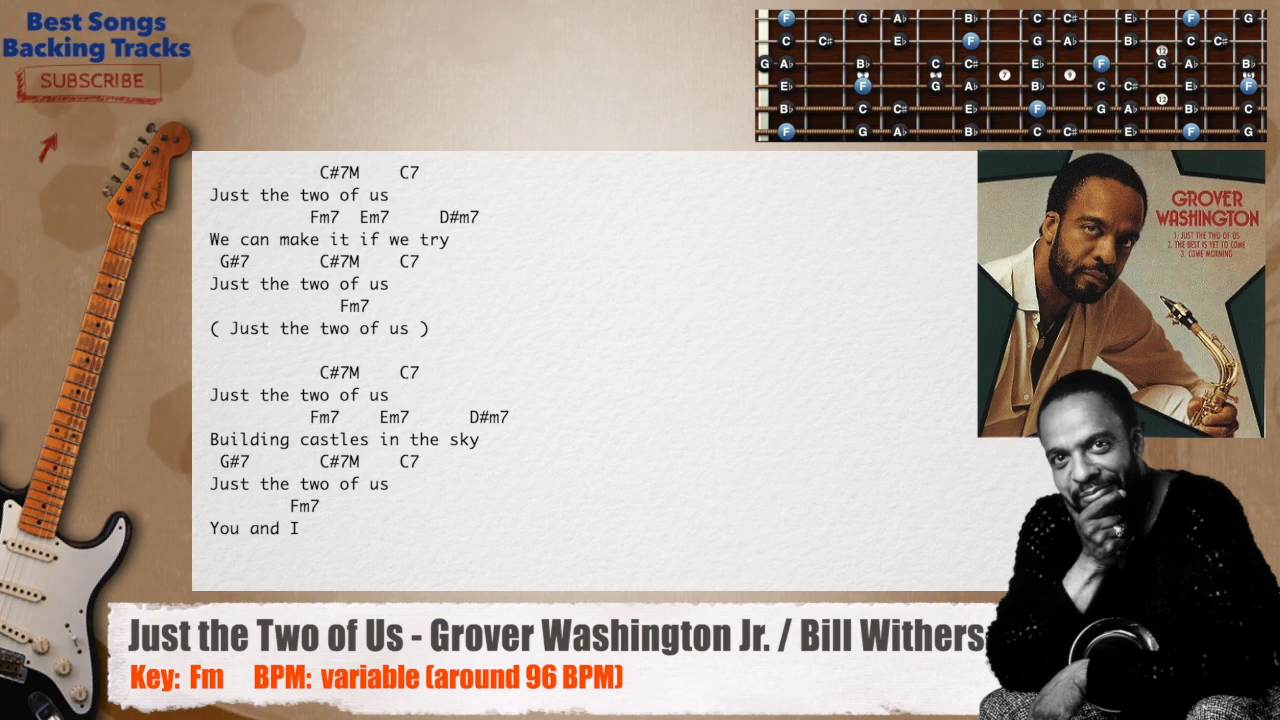 Best Songs
Backing Tracks
SUBSCRIBE
F G A♭ B♭ C C# E♭ F G
C C# E♭ F G A♭ B♭ C C#
12
G A♭ B♭ C C# E♭ F G A♭ B♭
7 9
E♭ F G A♭ B♭ C C# E♭ F
12
B♭ C C# E♭ F G A♭ B♭ C
F G A♭ B♭ C C# E♭ F G
C#7M C7
Just the two of us
Fm7 Em7 D#m7
We can make it if we try
G#7 C#7M C7
Just the two of us
Fm7
( Just the two of us )
C#7M C7
Just the two of us
Fm7 Em7 D#m7
Building castles in the sky
G#7 C#7M C7
Just the two of us
Fm7
You and I
GROVER
WASHINGTON
1. JUST THE TWO OF US
2. THE BEST IS YET TO COME
3. COME MORNING
Just the Two of Us - Grover Washington Jr. / Bill Withers
Key: Fm BPM: variable (around 96 BPM)